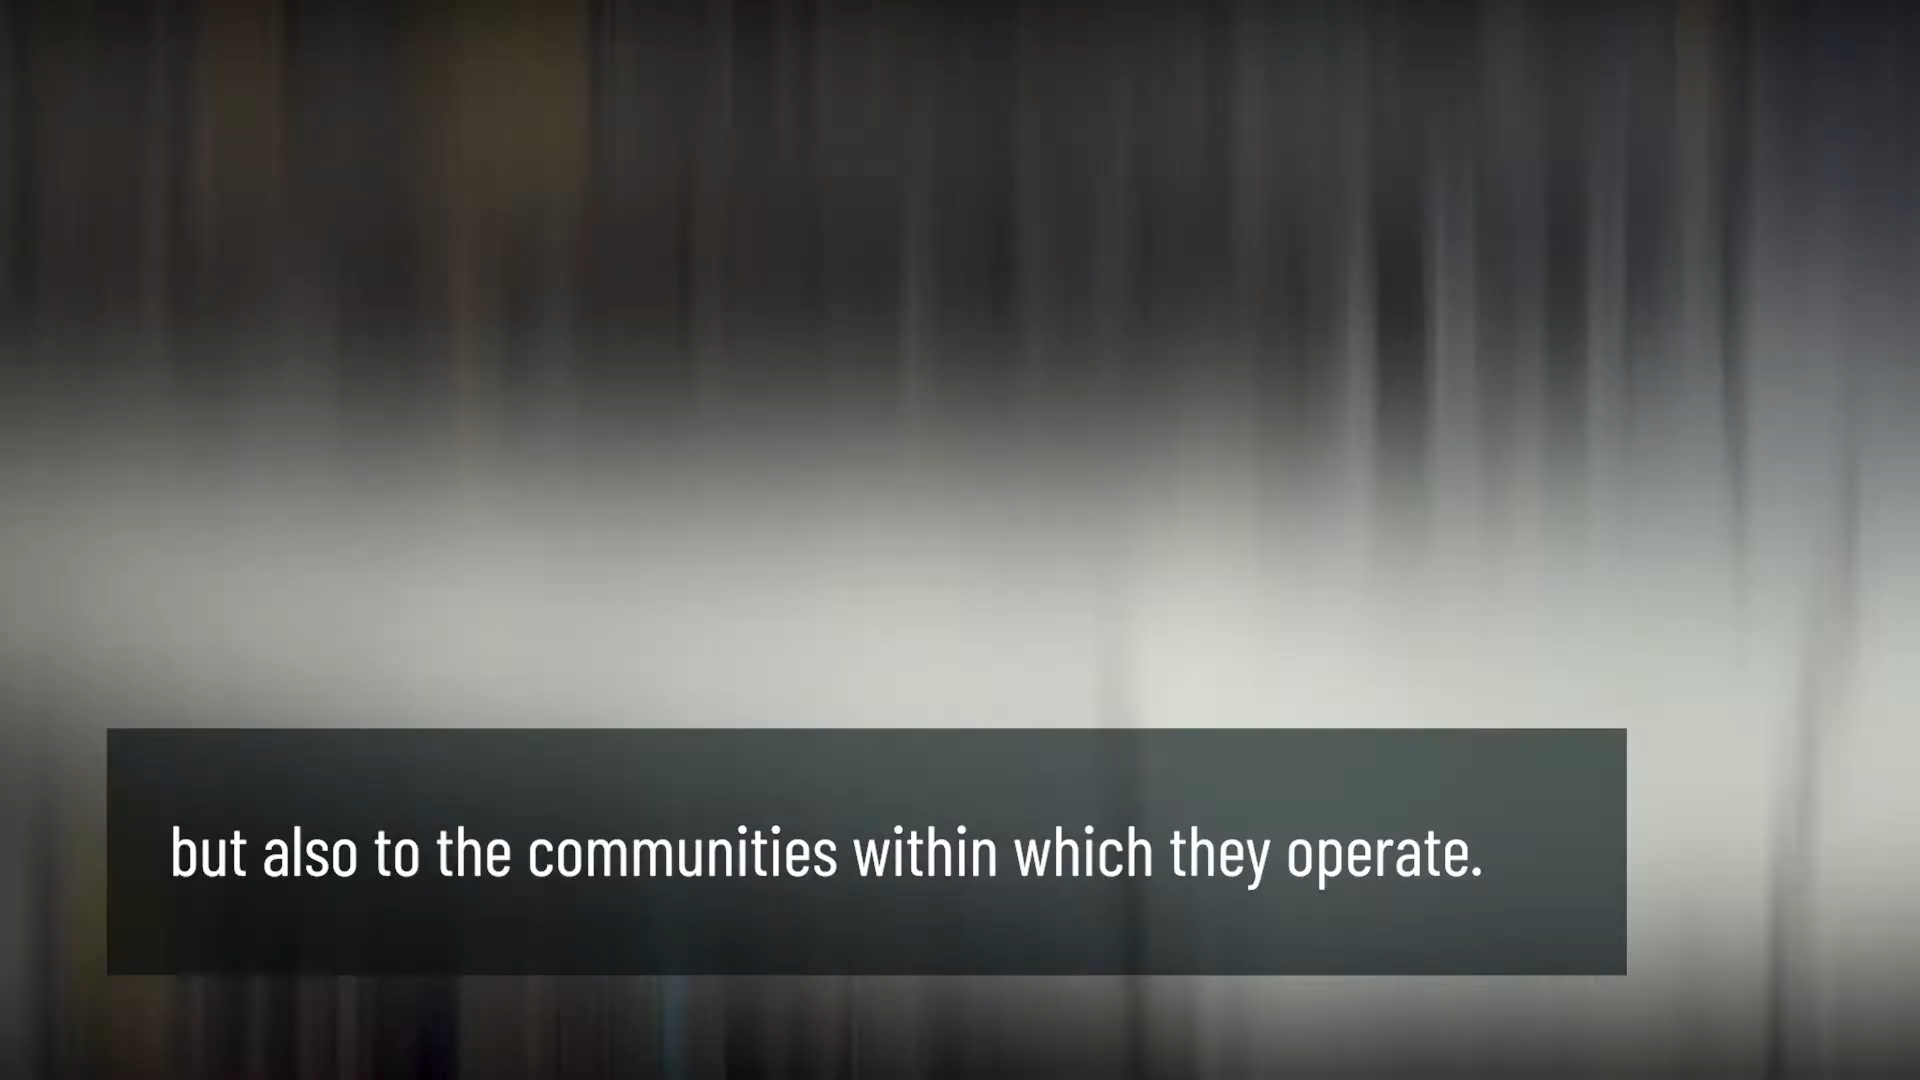 but also to the communities within which they operate.